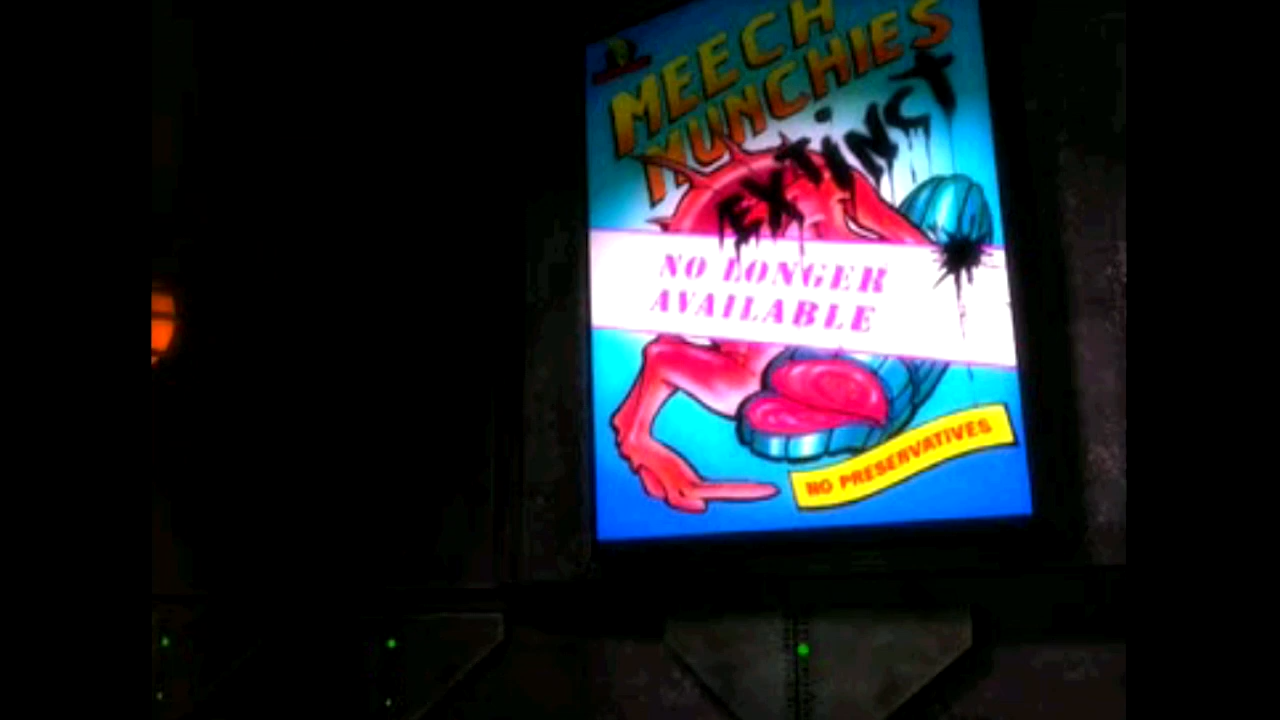 MEECH
MUNCHIES
EXTINCT
NO LONGER
AVAILABLE
NO PRESERVATIVES